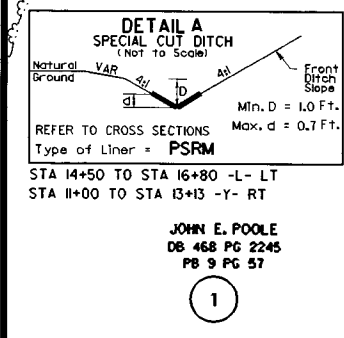 DETAIL A
SPECIAL CUT DITCH
(Not to Scale)
Natural
Ground
VAR
4:1
D
d
4:1
Front
Ditch
Slope
Min. D = 1.0 Ft.
Max. d = 0.7 Ft.
REFER TO CROSS SECTIONS
Type of Liner = PSRM
STA 14+50 TO STA 16+80 -L- LT
STA 11+00 TO STA 13+13 -Y- RT
JOHN E. POOLE
DB 468 PG 2245
PB 9 PG 57
1